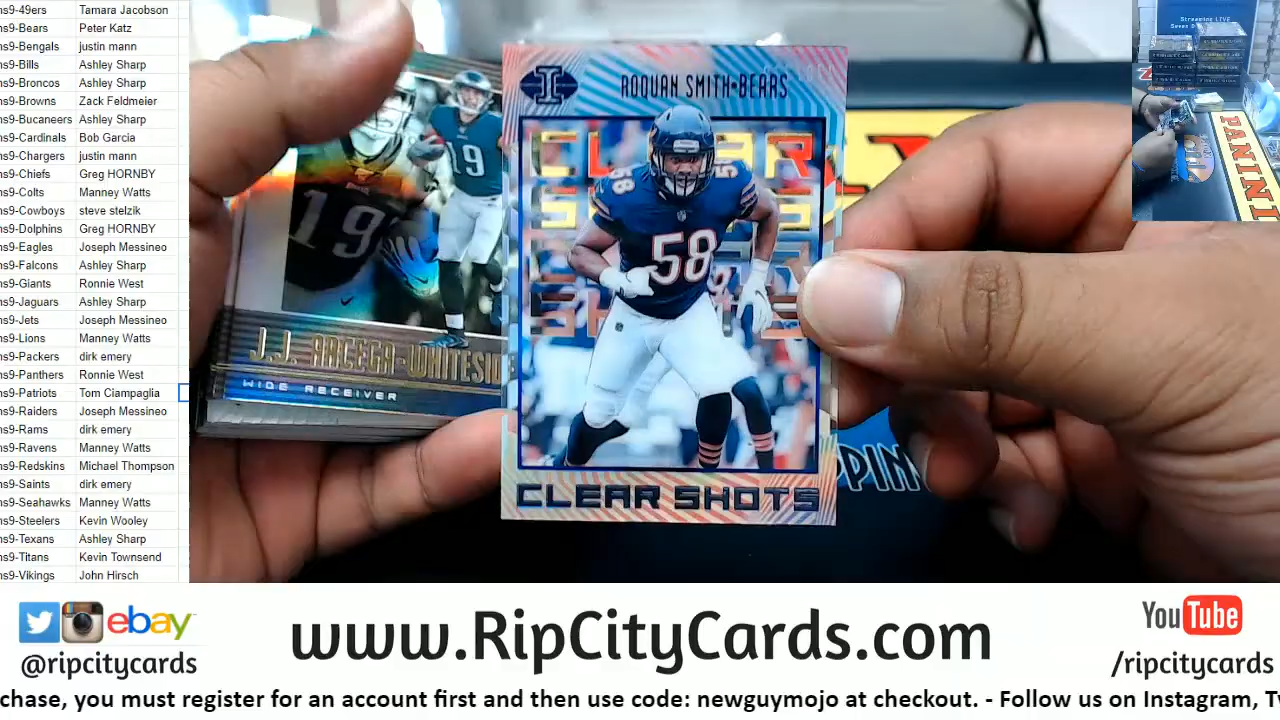 ns9-49ers Tamara Jacobson
ns9-Bears Peter Katz
ns9-Bengals justin mann
ns9-Bills Ashley Sharp
ns9-Broncos Ashley Sharp
ns9-Browns Zack Feldmeier
ns9-Bucaneers Ashley Sharp
ns9-Cardinals Bob Garcia
ns9-Chargers justin mann
ns9-Chiefs Greg HORNBY
ns9-Colts Manney Watts
ns9-Cowboys steve stelzik
ns9-Dolphins Greg HORNBY
ns9-Eagles Joseph Messineo
ns9-Falcons Ashley Sharp
ns9-Giants Ronnie West
ns9-Jaguars Ashley Sharp
ns9-Jets Joseph Messineo
ns9-Lions Manney Watts
ns9-Packers dirk emery
ns9-Panthers Ronnie West
ns9-Patriots Tom Ciampaglia
ns9-Raiders Joseph Messineo
ns9-Rams dirk emery
ns9-Ravens Manney Watts
ns9-Redskins Michael Thompson
ns9-Saints dirk emery
ns9-Seahawks Manney Watts
ns9-Steelers Kevin Wooley
ns9-Texans Ashley Sharp
ns9-Titans Kevin Townsend
ns9-Vikings John Hirsch
I
ROQUAN SMITH•BEARS
CLEAR
58
58
58
CLEAR SHOTS
19
19
J.J. ARCEGA-WHITESIDE
WIDE RECEIVER
PPIN
Streaming LIVE
PANINI
ebay
@ripcitycards
www.RipCityCards.com
YouTube
/ripcitycards
chase, you must register for an account first and then use code: newguymojo at checkout. - Follow us on Instagram, Tw